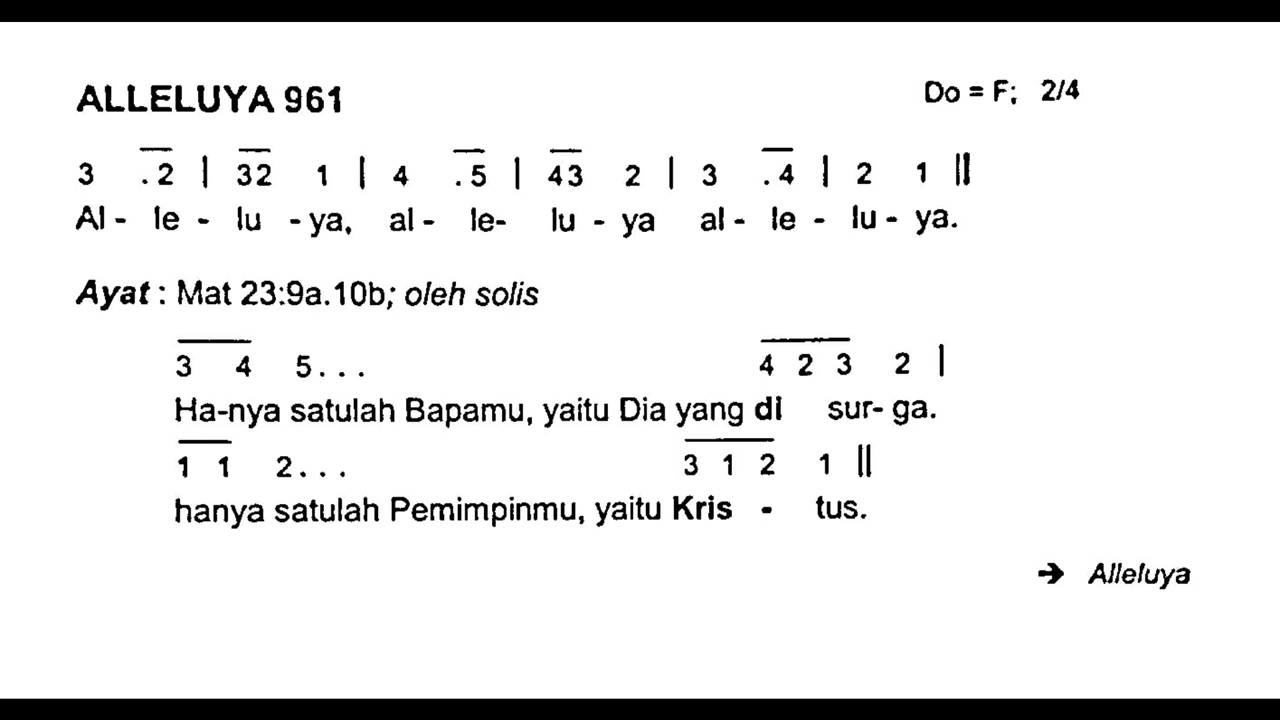 ALLELUYA 961 Do = F; 2/4
3 .2 | 32 1 | 4 .5 | 43 2 | 3 .4 | 2 1 ||
Al - le - lu - ya, al - le- lu - ya al - le - lu - ya.
Ayat : Mat 23:9a.10b; oleh solis
3 4 5... 4 2 3 2 |
Ha-nya satulah Bapamu, yaitu Dia yang di sur- ga.
1 1 2... 3 1 2 1 ||
hanya satulah Pemimpinmu, yaitu Kris - tus.
→ Alleluya